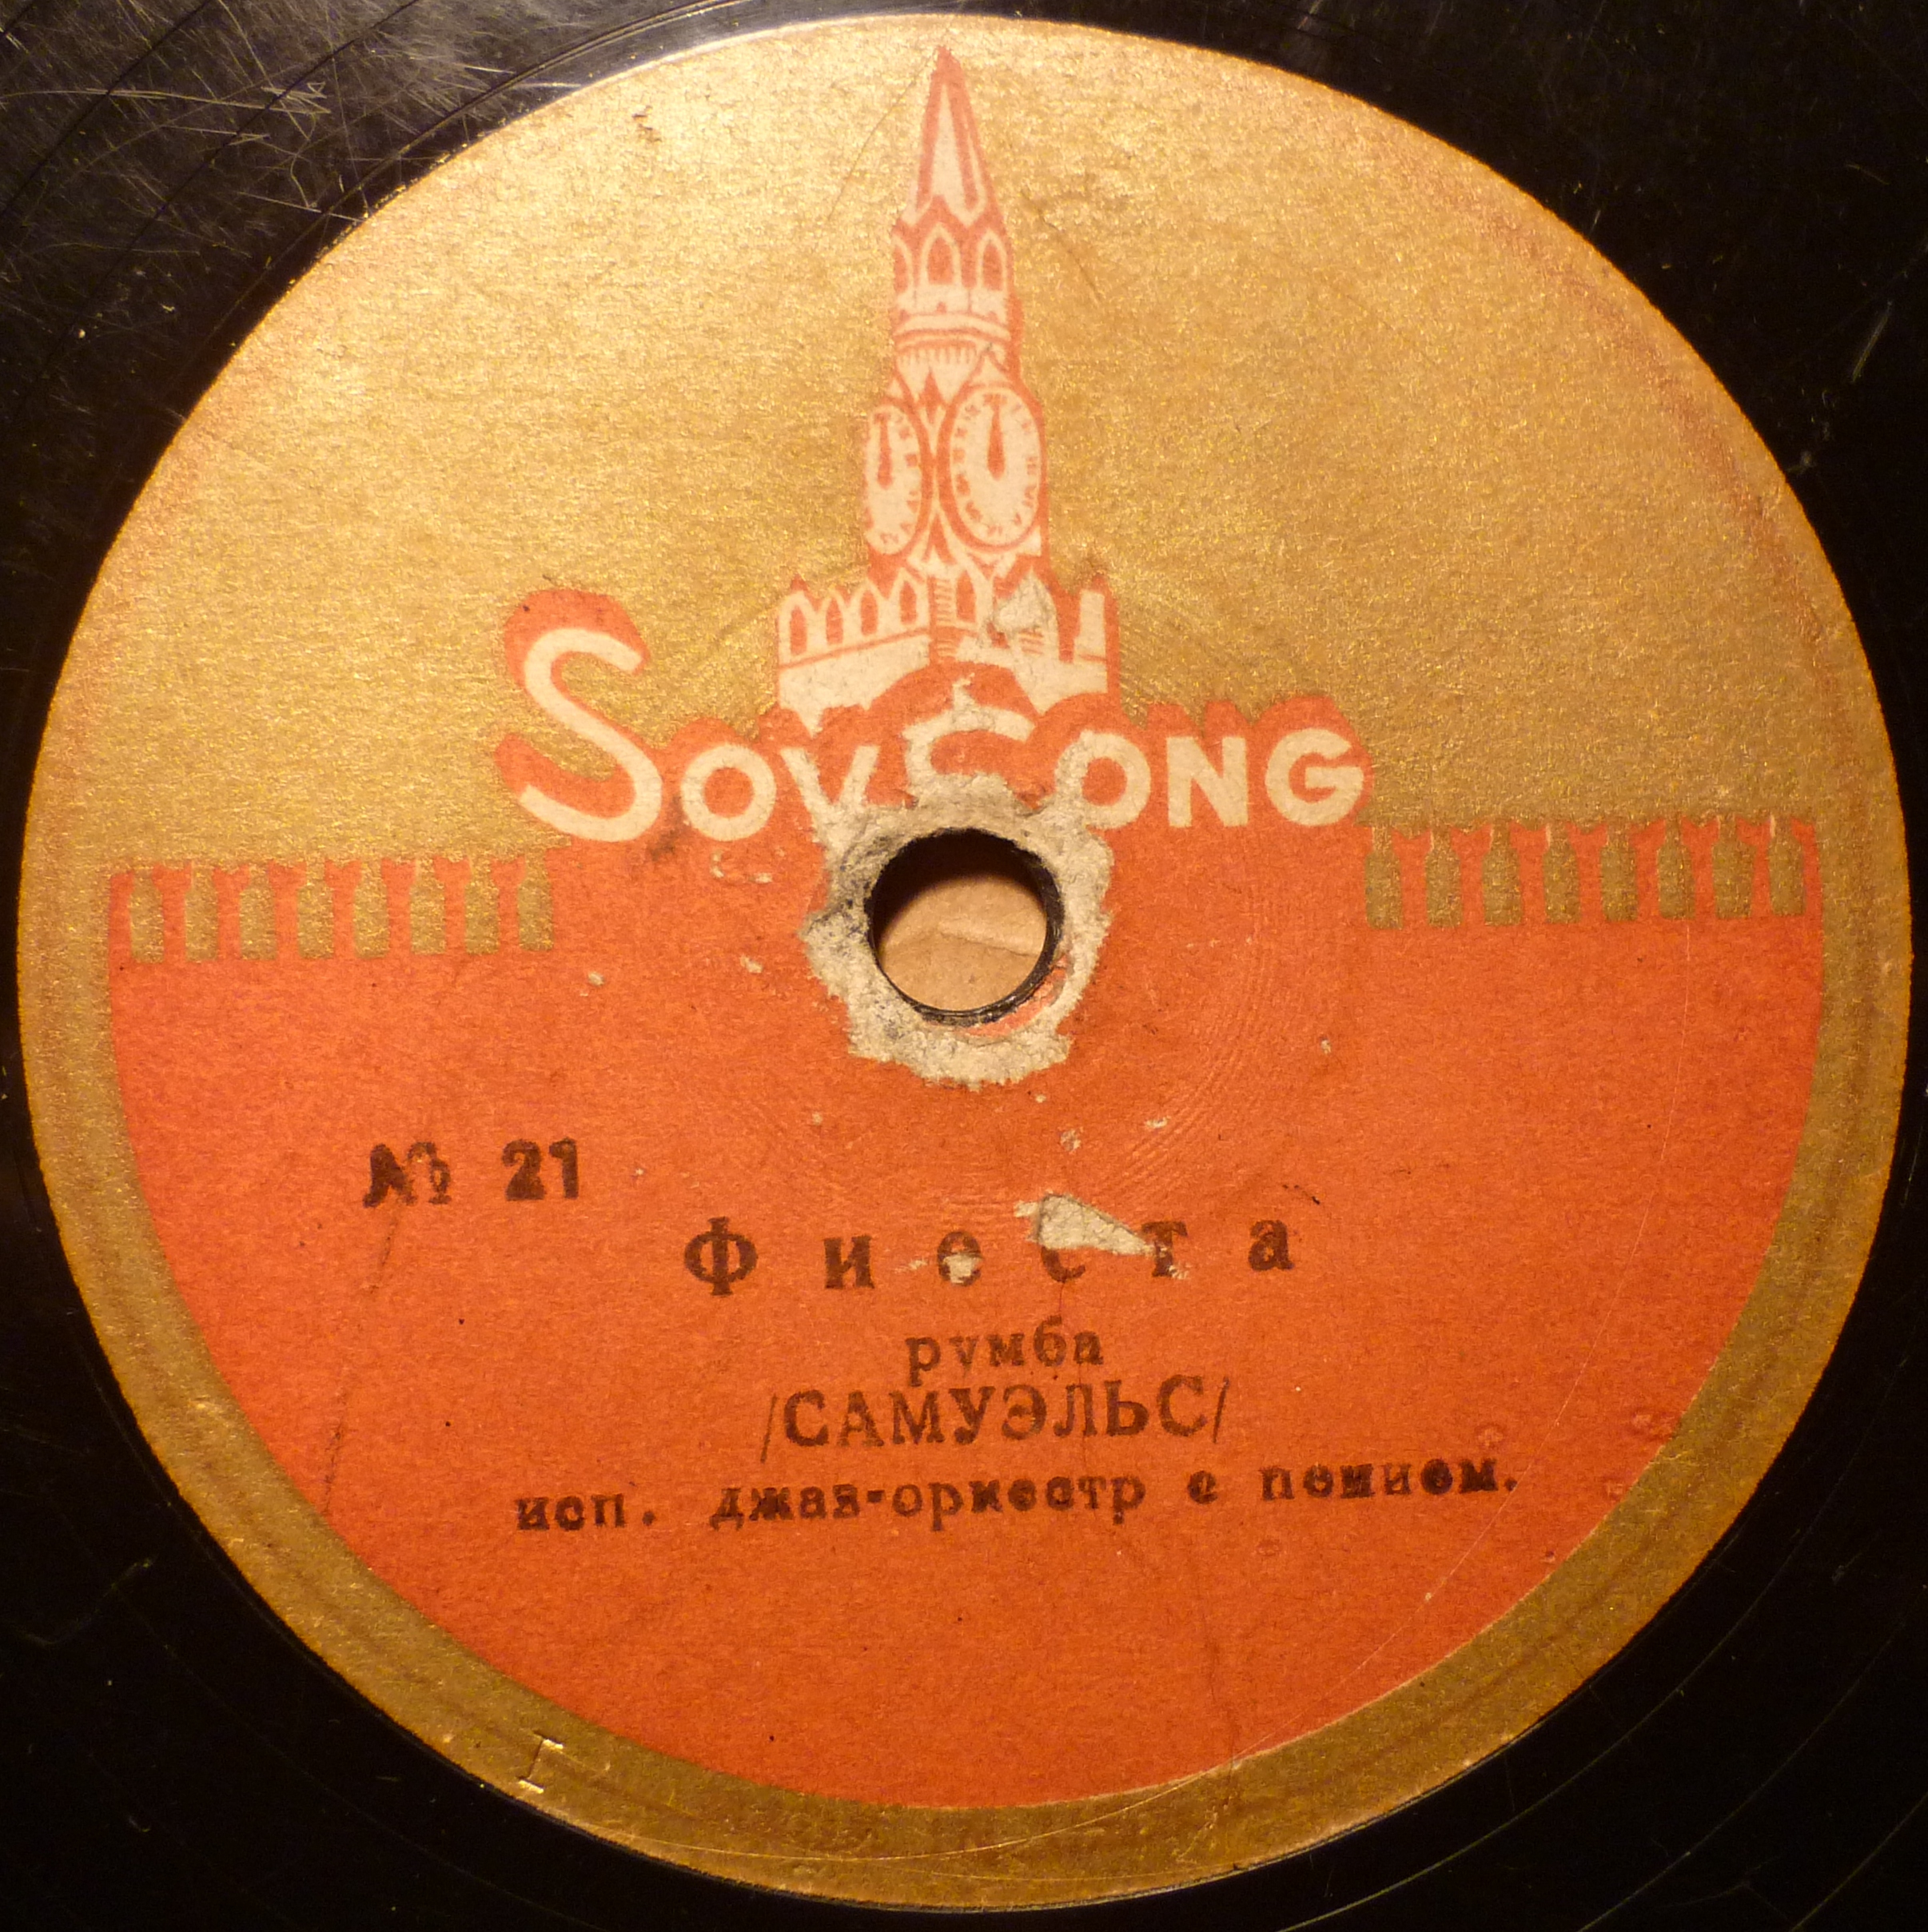 SovSong
№ 21
Фиеста
румба
/САМУЭЛЬС/
исп. джаз-оркестр с пением.
I